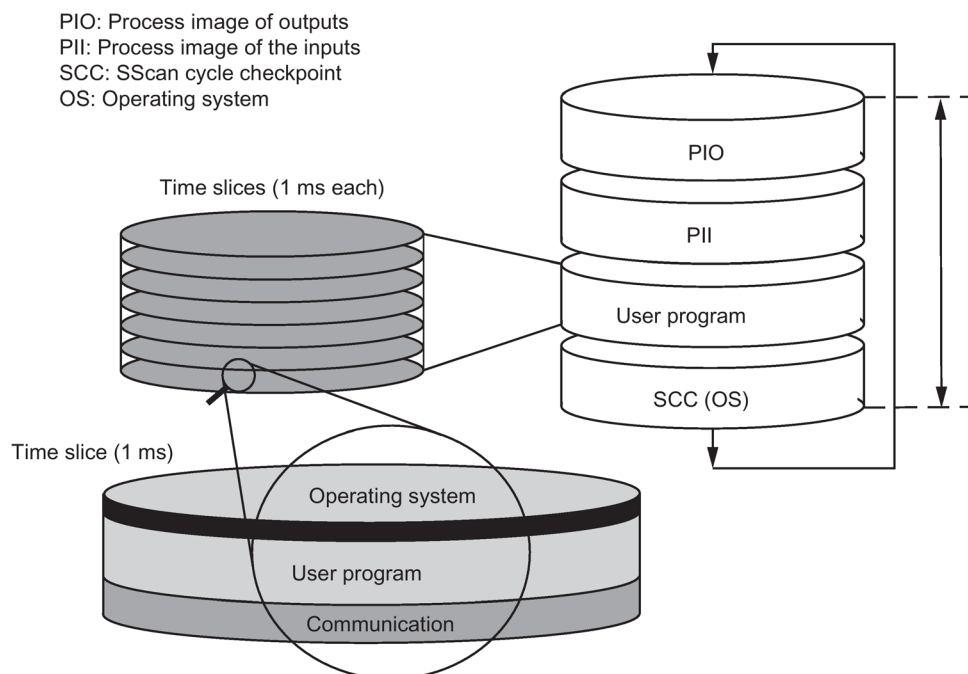 PIO: Process image of outputs
PII: Process image of the inputs
SCC: SScan cycle checkpoint
OS: Operating system
Time slices (1 ms each)
PIO
PII
User program
SCC (OS)
Time slice (1 ms)
Operating system
User program
Communication